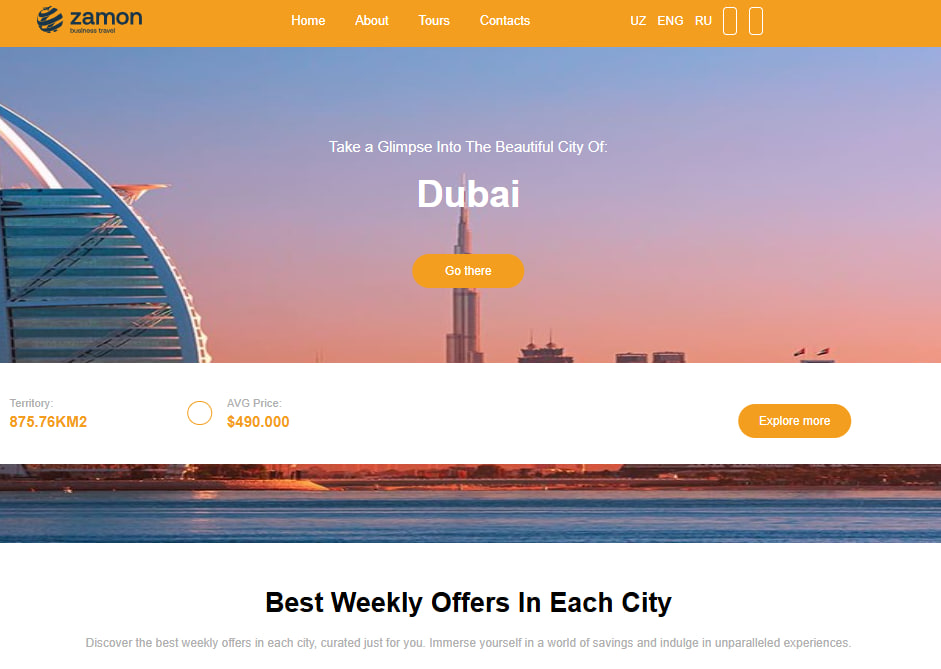 zamon
business travel
Home About Tours Contacts UZ ENG RU
Take a Glimpse Into The Beautiful City Of:
Dubai
Go there
Territory:
875.76KM2
AVG Price:
$490.000
Explore more
Best Weekly Offers In Each City
Discover the best weekly offers in each city, curated just for you. Immerse yourself in a world of savings and indulge in unparalleled experiences.